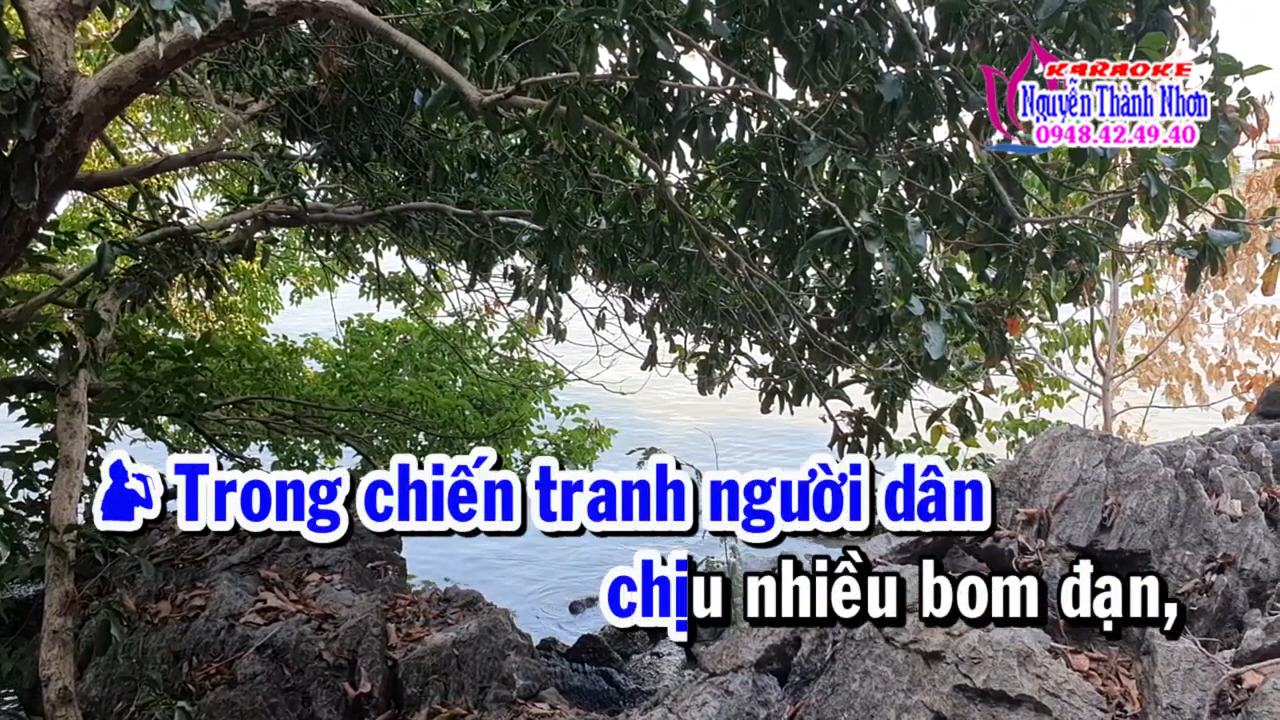 KARAOKE
Nguyễn Thành Nhơn
0948.42.49.40
Trong chiến tranh người dân
chịu nhiều bom đạn,